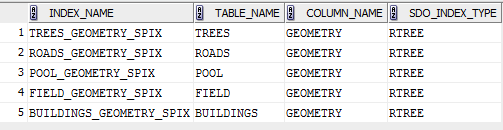 INDEX_NAME TABLE_NAME COLUMN_NAME SDO_INDEX_TYPE
1 TREES_GEOMETRY_SPIX TREES GEOMETRY RTREE
2 ROADS_GEOMETRY_SPIX ROADS GEOMETRY RTREE
3 POOL_GEOMETRY_SPIX POOL GEOMETRY RTREE
4 FIELD_GEOMETRY_SPIX FIELD GEOMETRY RTREE
5 BUILDINGS_GEOMETRY_SPIX BUILDINGS GEOMETRY RTREE